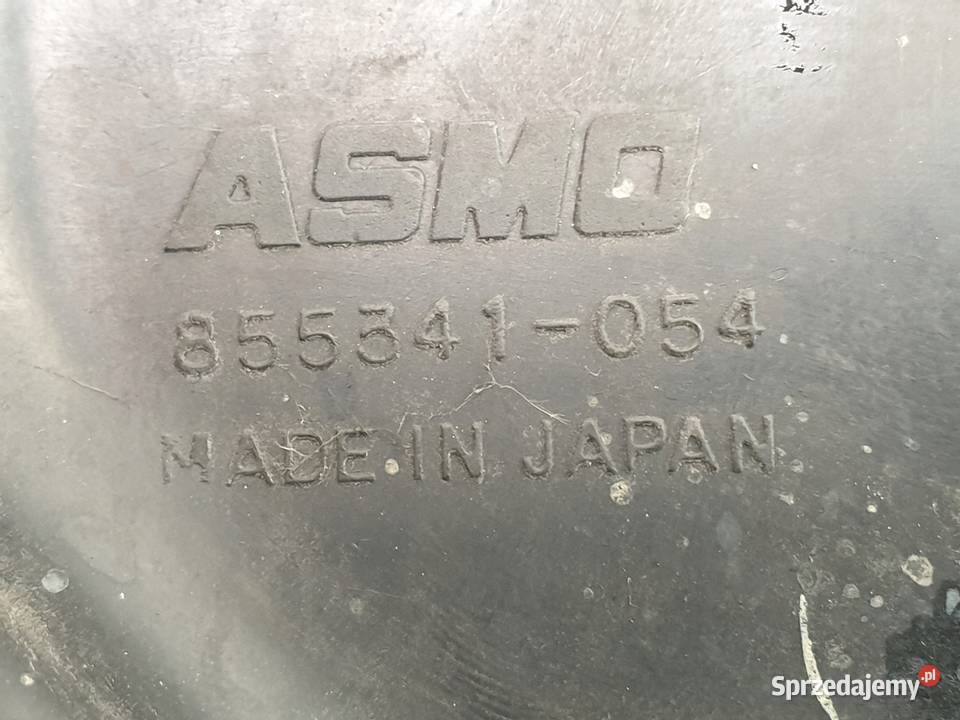 ASMO
855341-054
MADE IN JAPAN
Sprzedajemy.pl